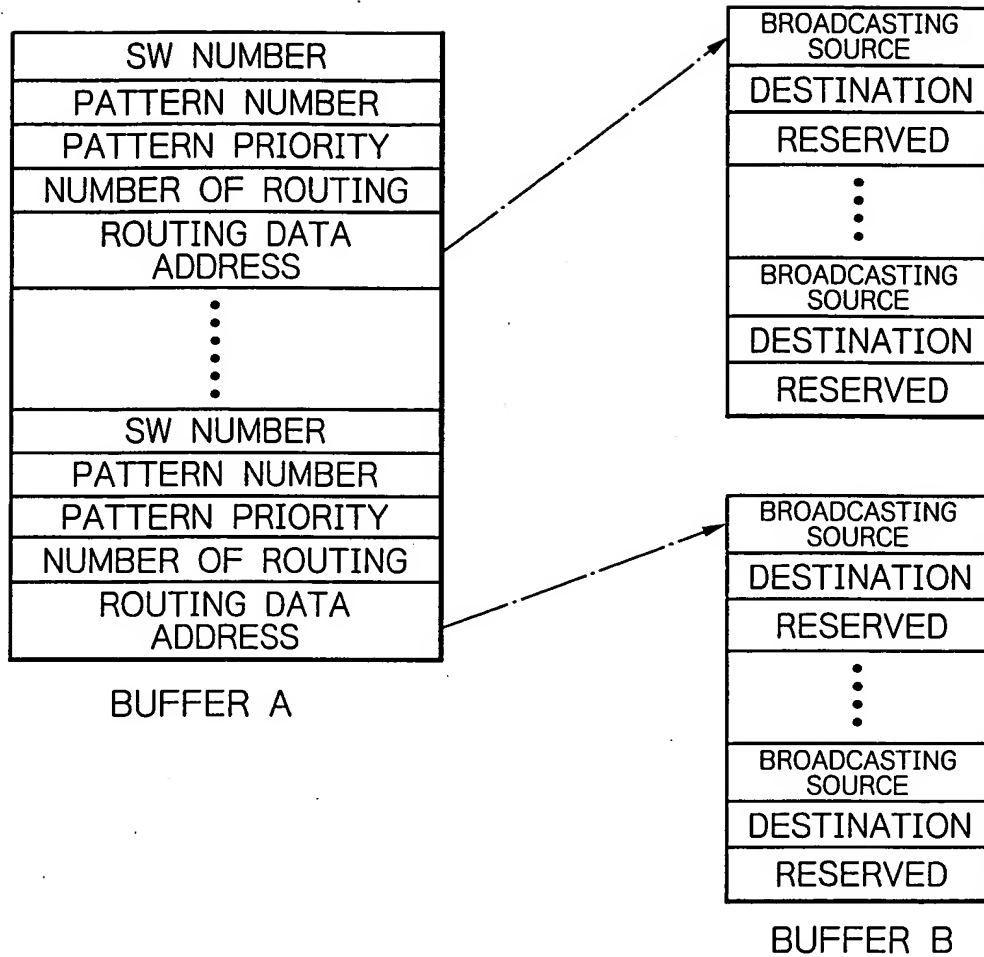 SW NUMBER
PATTERN NUMBER
PATTERN PRIORITY
NUMBER OF ROUTING
ROUTING DATA
ADDRESS
SW NUMBER
PATTERN NUMBER
PATTERN PRIORITY
NUMBER OF ROUTING
ROUTING DATA
ADDRESS
BUFFER A
BROADCASTING
SOURCE
DESTINATION
RESERVED
BROADCASTING
SOURCE
DESTINATION
RESERVED
BROADCASTING
SOURCE
DESTINATION
RESERVED
BROADCASTING
SOURCE
DESTINATION
RESERVED
BUFFER B